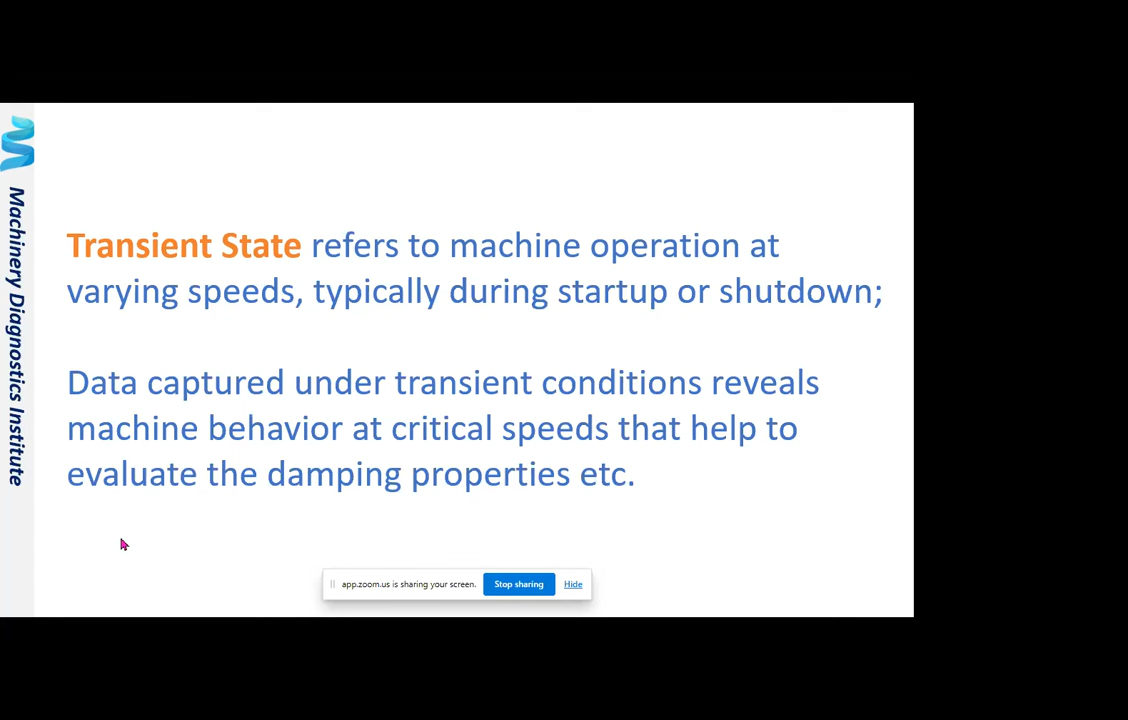 Machinery Diagnostics Institute
Transient State refers to machine operation at
varying speeds, typically during startup or shutdown;
Data captured under transient conditions reveals
machine behavior at critical speeds that help to
evaluate the damping properties etc.
app.zoom.us is sharing your screen. Stop sharing Hide